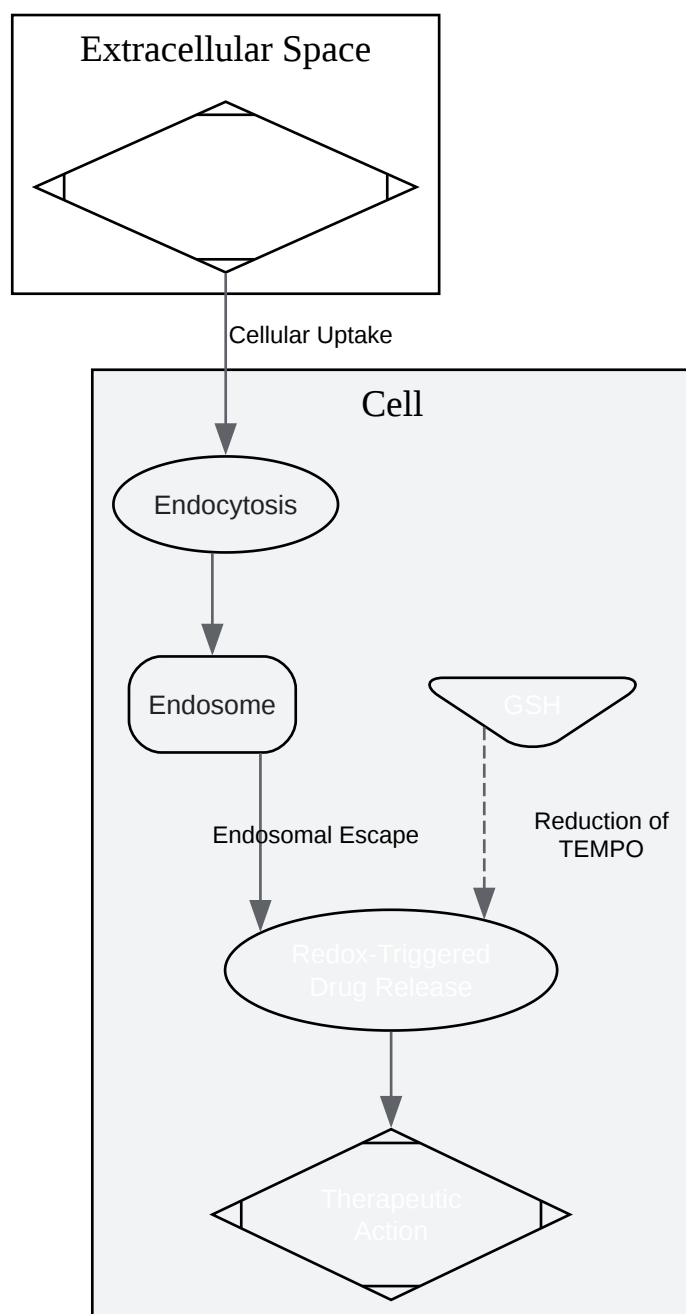 Extracellular Space
Cellular Uptake
Cell
Endocytosis
Endosome
GSH
Endosomal Escape
Reduction of
TEMPO
Redox-Triggered
Drug Release
Therapeutic
Action